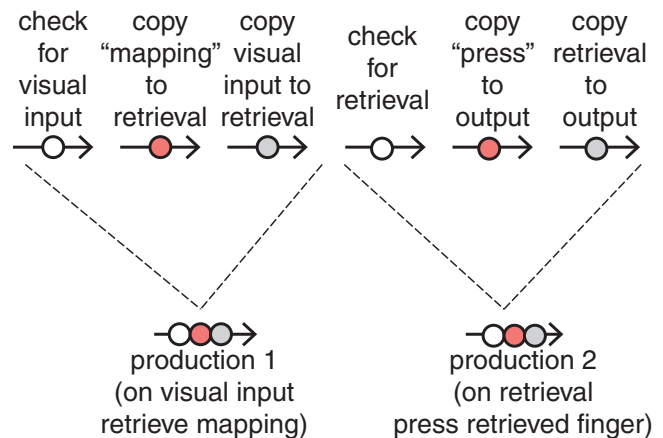 check
for
visual
input
copy
“mapping”
to
retrieval
copy
visual
input to
retrieval
check
for
retrieval
copy
“press”
to
output
copy
retrieval
to
output
production 1
(on visual input
retrieve mapping)
production 2
(on retrieval
press retrieved finger)